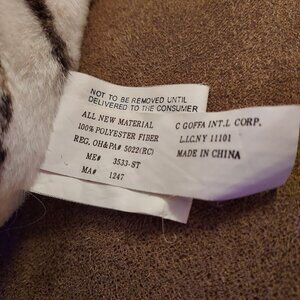 NOT TO BE REMOVED UNTIL
DELIVERED TO THE CONSUMER
ALL NEW MATERIAL
100% POLYESTER FIBER
REG, OH&PA# 5022(RC)
ME# 3533-ST
MA# 1247
C GOFFA INT.L CORP.
L.I.C.NY 11101
MADE IN CHINA